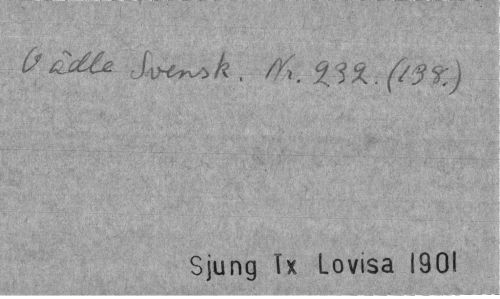 O ädla Svensk. Nr. 232. (138.)
Sjung Tx Lovisa 1901